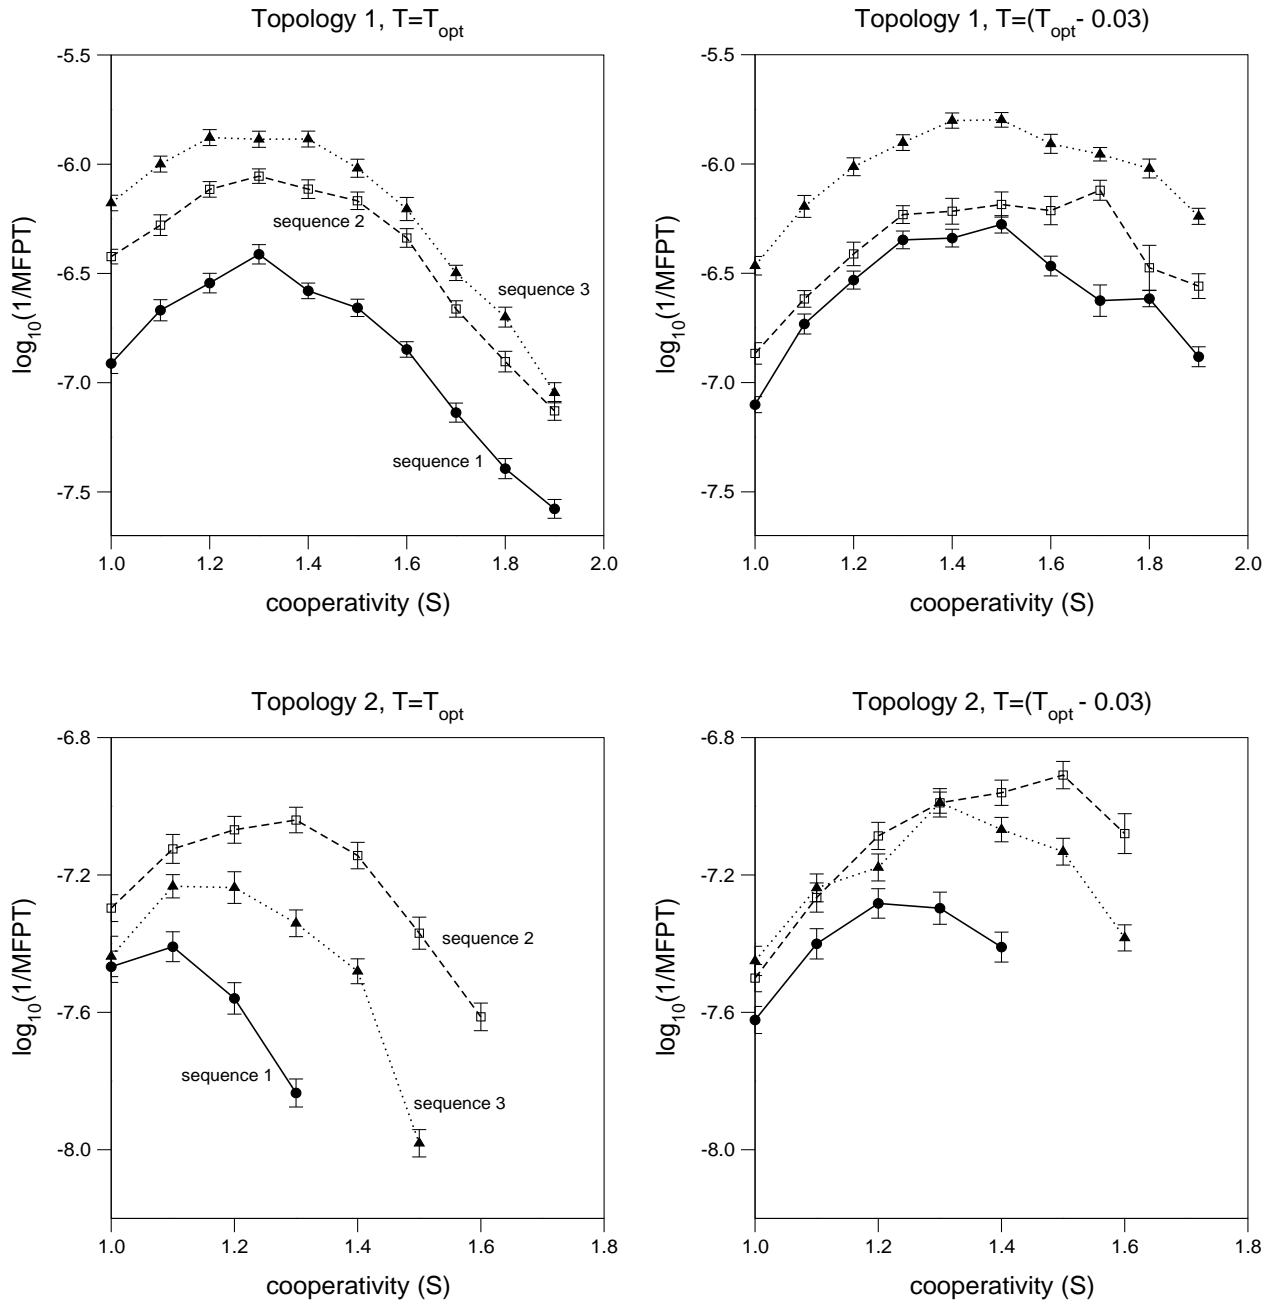 Topology 1, T=T_opt
-5.5
-6.0
-6.5
-7.0
-7.5
log10(1/MFPT)
sequence 2
sequence 3
sequence 1
1.0 1.2 1.4 1.6 1.8 2.0
cooperativity (S)
Topology 1, T=(T_opt- 0.03)
-5.5
-6.0
-6.5
-7.0
-7.5
log10(1/MFPT)
1.0 1.2 1.4 1.6 1.8 2.0
cooperativity (S)
Topology 2, T=T_opt
-6.8
-7.2
-7.6
-8.0
log10(1/MFPT)
sequence 2
sequence 1
sequence 3
1.0 1.2 1.4 1.6 1.8
cooperativity (S)
Topology 2, T=(T_opt - 0.03)
-6.8
-7.2
-7.6
-8.0
log10(1/MFPT)
1.0 1.2 1.4 1.6 1.8
cooperativity (S)